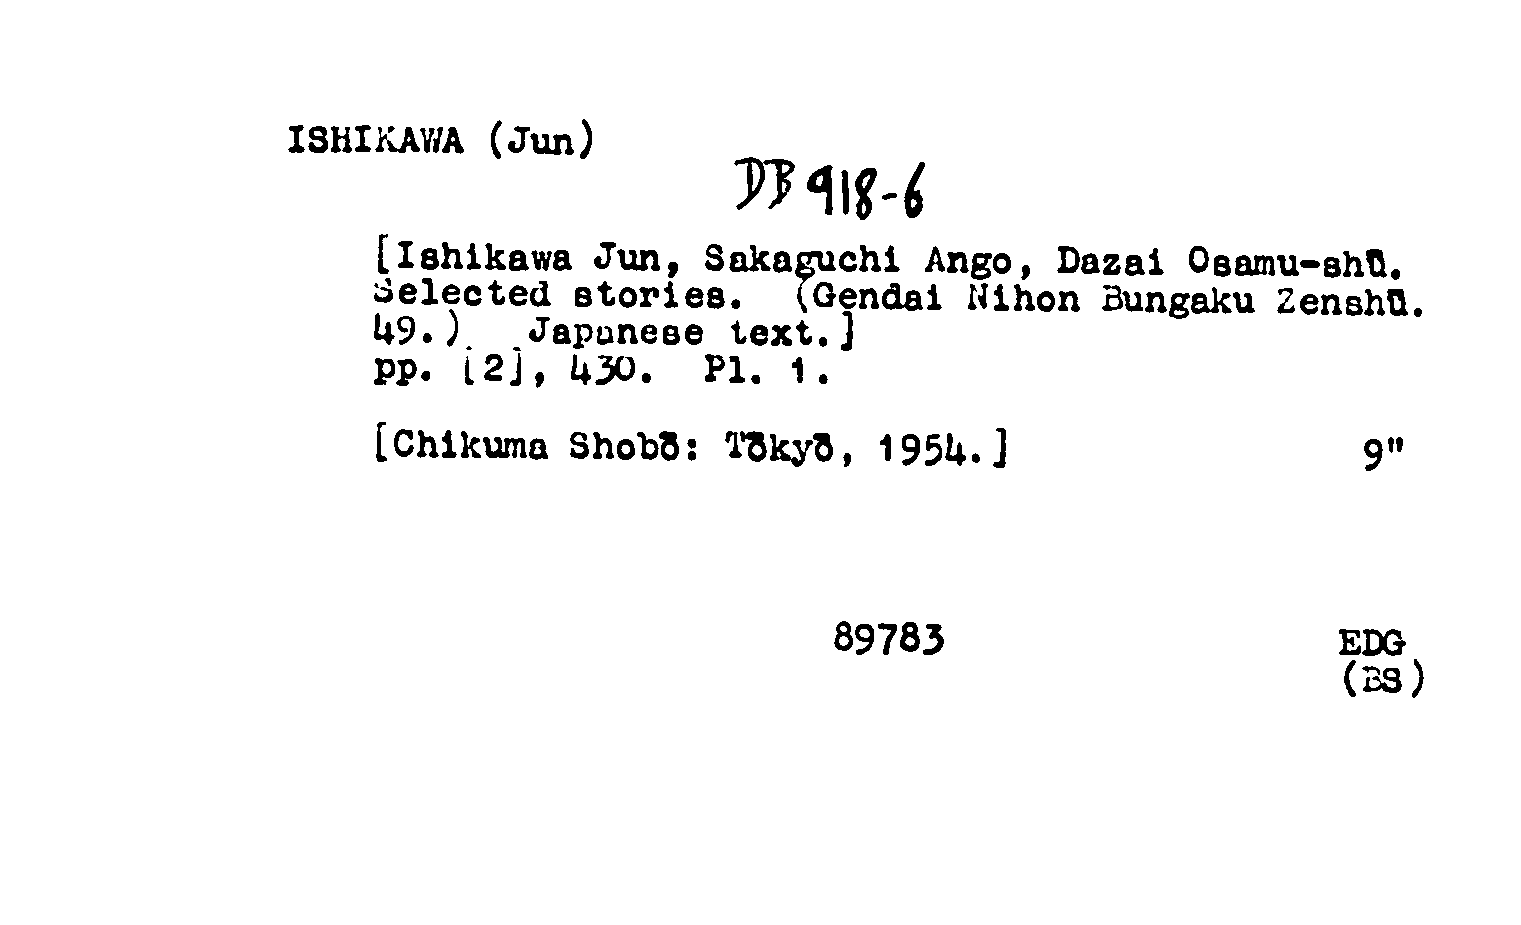 ISHIKAWA (Jun)
DB 918-6
[Ishikawa Jun, Sakaguchi Ango, Dazai Osamu-shū.
Selected stories. (Gendai Nihon Bungaku Zenshū.
49.) Japanese text.]
pp. [2], 430. Pl. 1.
[Chikuma Shobō: Tōkyō, 1954.] 9"
89783 EDG
(BS)